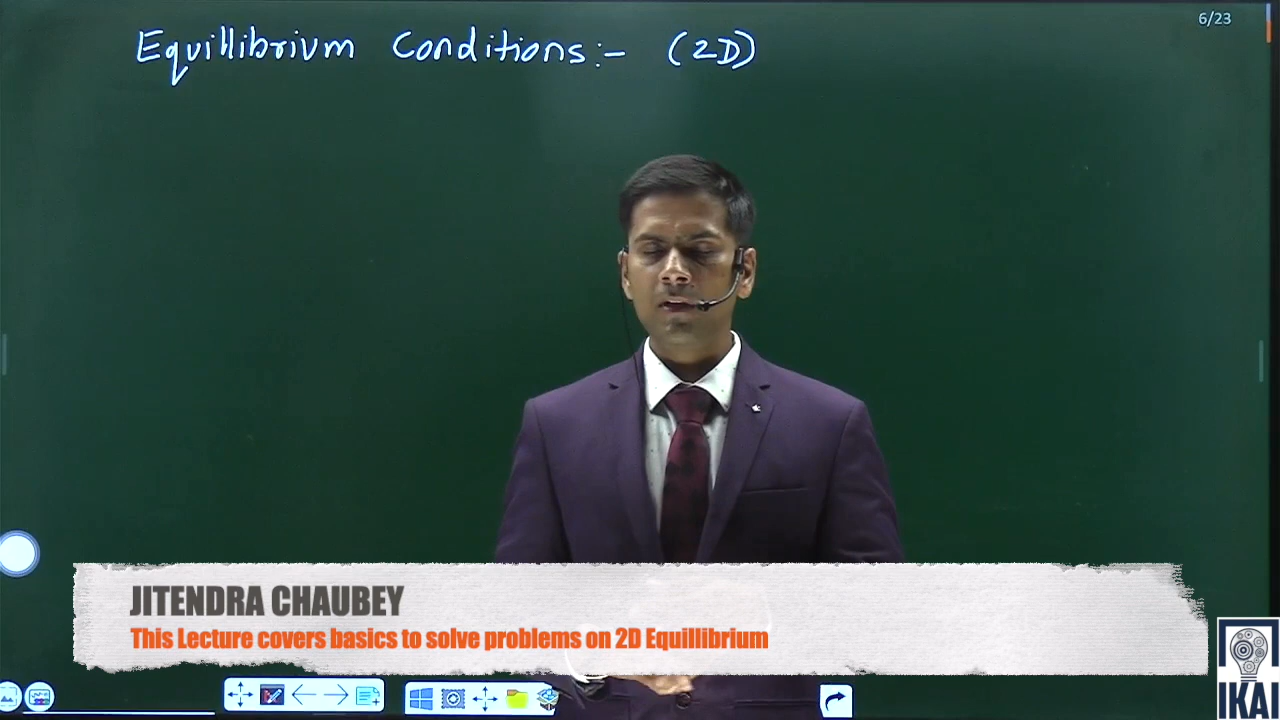 6/23
Equillibrium Conditions:- (2D)
JITENDRA CHAUBEY
This Lecture covers basics to solve problems on 2D Equillibrium
IKAI